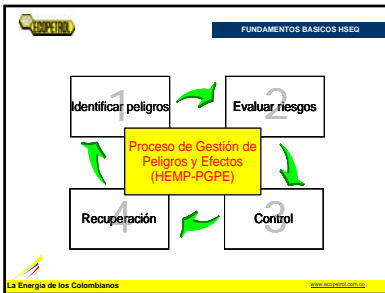 ECOPETROL
FUNDAMENTOS BASICOS HSEQ
1
Identificar peligros
2
Evaluar riesgos
Proceso de Gestión de
Peligros y Efectos
(HEMP-PGPE)
4
Recuperación
3
Control
La Energía de los Colombianos
www.ecopetrol.com.co